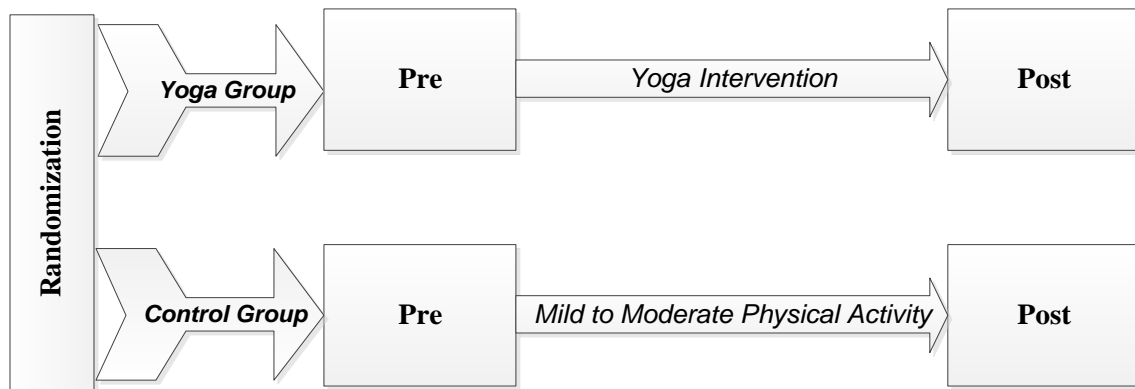 Randomization
Yoga Group
Pre
Yoga Intervention
Post
Control Group
Pre
Mild to Moderate Physical Activity
Post